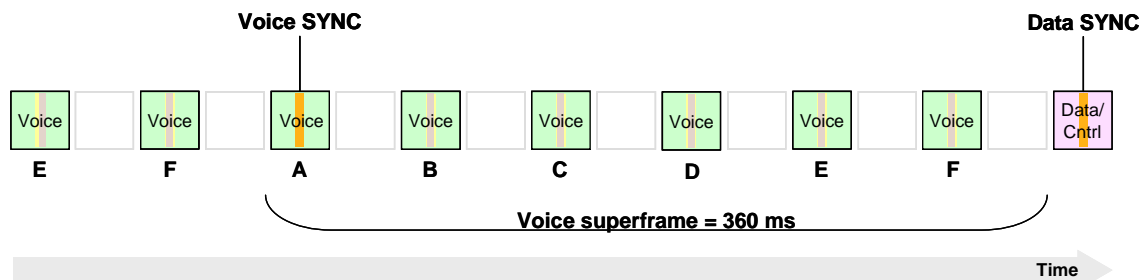 Voice SYNC
Data SYNC
Voice
Voice
Voice
Voice
Voice
Voice
Voice
Voice
Data/
Cntrl
E
F
A
B
C
D
E
F
Voice superframe = 360 ms
Time